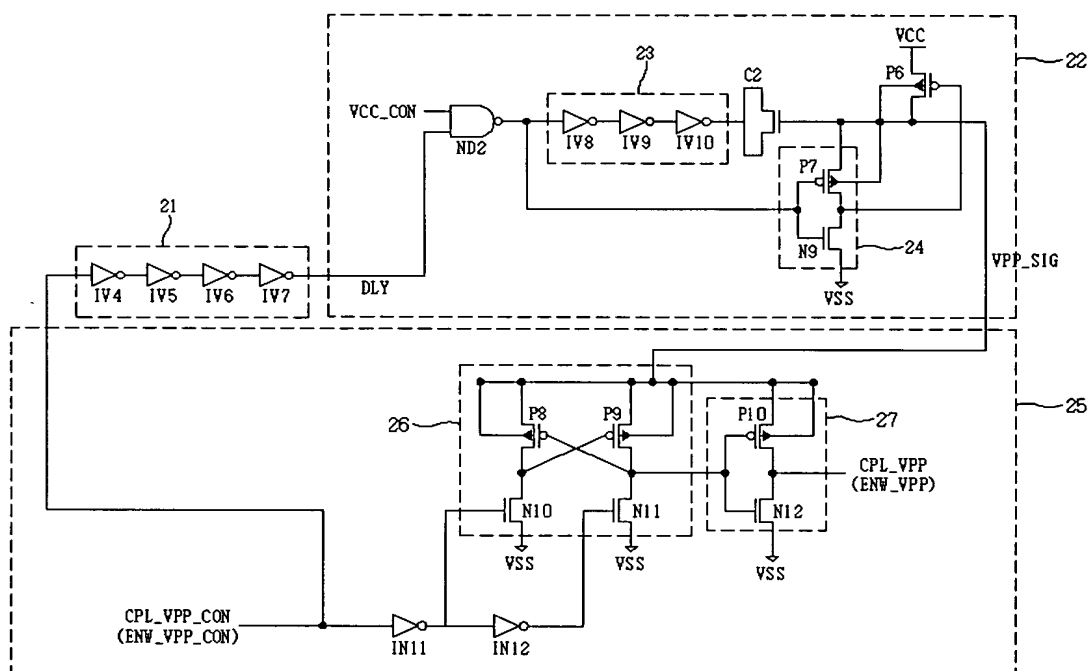 VCC
22
23
C2
P6
VCC_CON
ND2
IV8 IV9 IV10
P7
21
N9
24
VPP_SIG
IV4 IV5 IV6 IV7
DLY
VSS
26
P8 P9
P10
27
25
CPL_VPP
(ENW_VPP)
N10 N11 N12
VSS VSS VSS
CPL_VPP_CON
(ENW_VPP_CON)
IN11 IN12